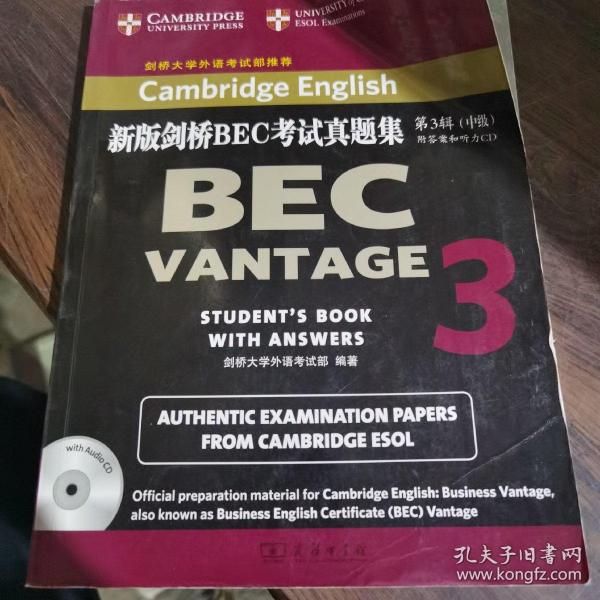 CAMBRIDGE
UNIVERSITY PRESS
UNIVERSITY of C
ESOL Examinations
剑桥大学外语考试部推荐
Cambridge English
新版剑桥BEC考试真题集 第3辑（中级）
附答案和听力CD
BEC
VANTAGE 3
STUDENT'S BOOK
WITH ANSWERS
剑桥大学外语考试部 编著
AUTHENTIC EXAMINATION PAPERS
FROM CAMBRIDGE ESOL
with Audio CD
Official preparation material for Cambridge English: Business Vantage,
also known as Business English Certificate (BEC) Vantage
商務印書館
孔夫子旧书网
www.kongfz.com